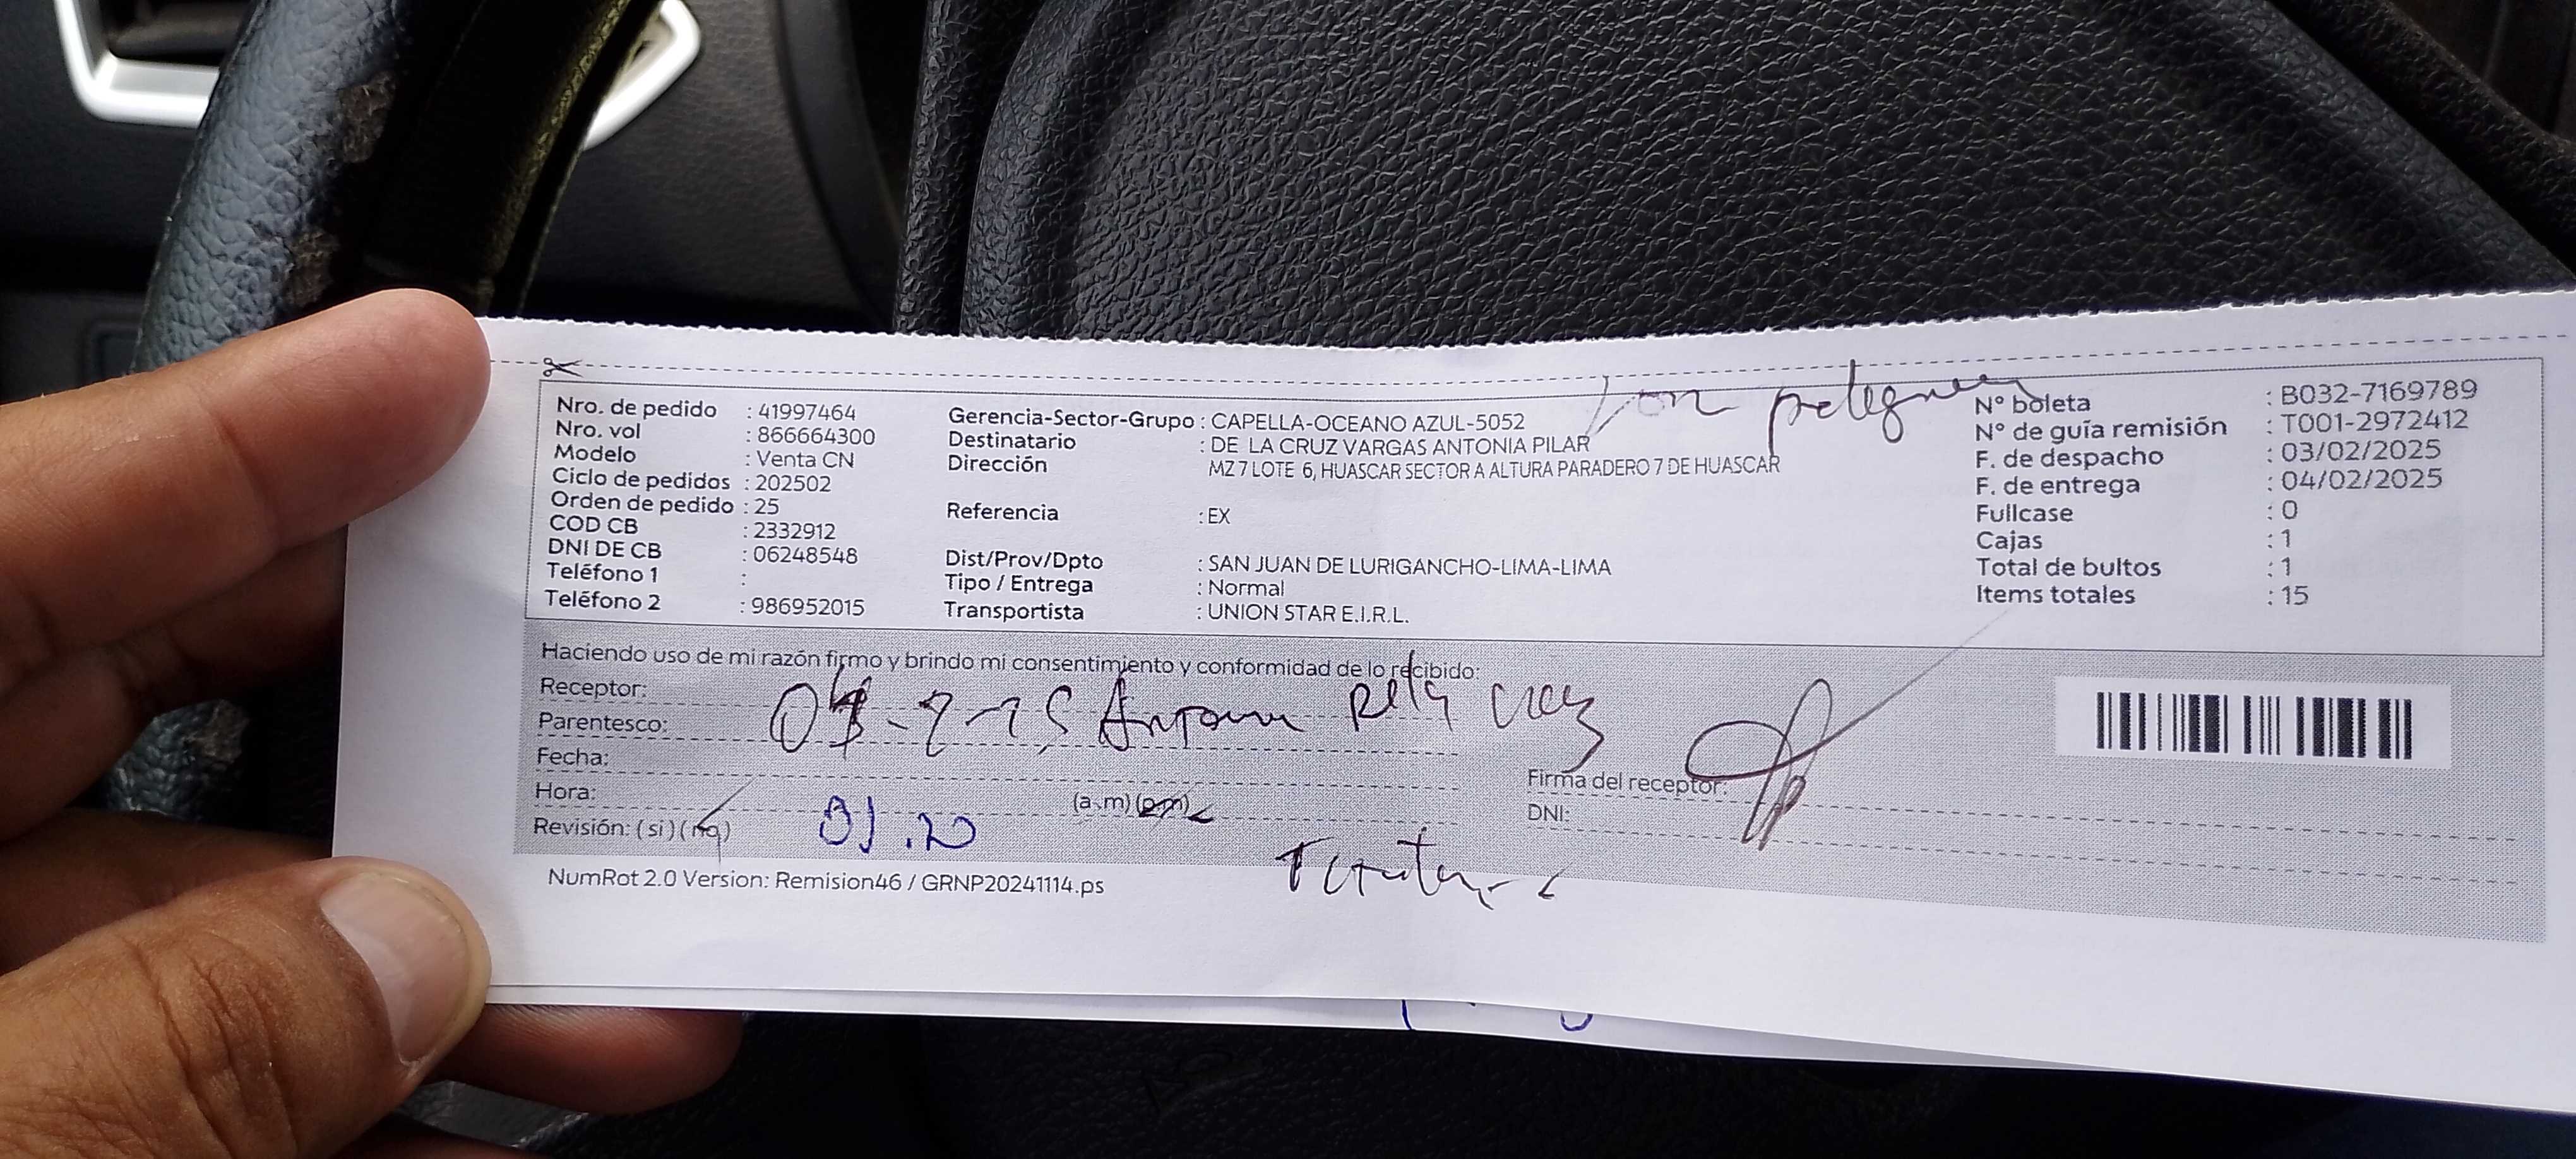 Nro. de pedido : 41997464
Nro. vol : 866664300
Modelo : Venta CN
Ciclo de pedidos : 202502
Orden de pedido : 25
COD CB : 2332912
DNI DE CB : 06248548
Teléfono 1 :
Teléfono 2 : 986952015
Gerencia-Sector-Grupo : CAPELLA-OCEANO AZUL-5052
Destinatario : DE LA CRUZ VARGAS ANTONIA PILAR
Dirección MZ 7 LOTE 6, HUASCAR SECTOR A ALTURA PARADERO 7 DE HUASCAR
Referencia : EX
Dist/Prov/Dpto : SAN JUAN DE LURIGANCHO-LIMA-LIMA
Tipo / Entrega : Normal
Transportista : UNION STAR E.I.R.L.
N° boleta : B032-7169789
N° de guía remisión : T001-2972412
F. de despacho : 03/02/2025
F. de entrega : 04/02/2025
Fullcase : 0
Cajas : 1
Total de bultos : 1
Items totales : 15
Haciendo uso de mi razón firmo y brindo mi consentimiento y conformidad de lo recibido:
Receptor:
Parentesco:
Fecha:
Hora: (a.m) (p.m)
Revisión: (si) (no)
Firma del receptor:
DNI:
NumRot 2.0 Version: Remision46 / GRNP20241114.ps